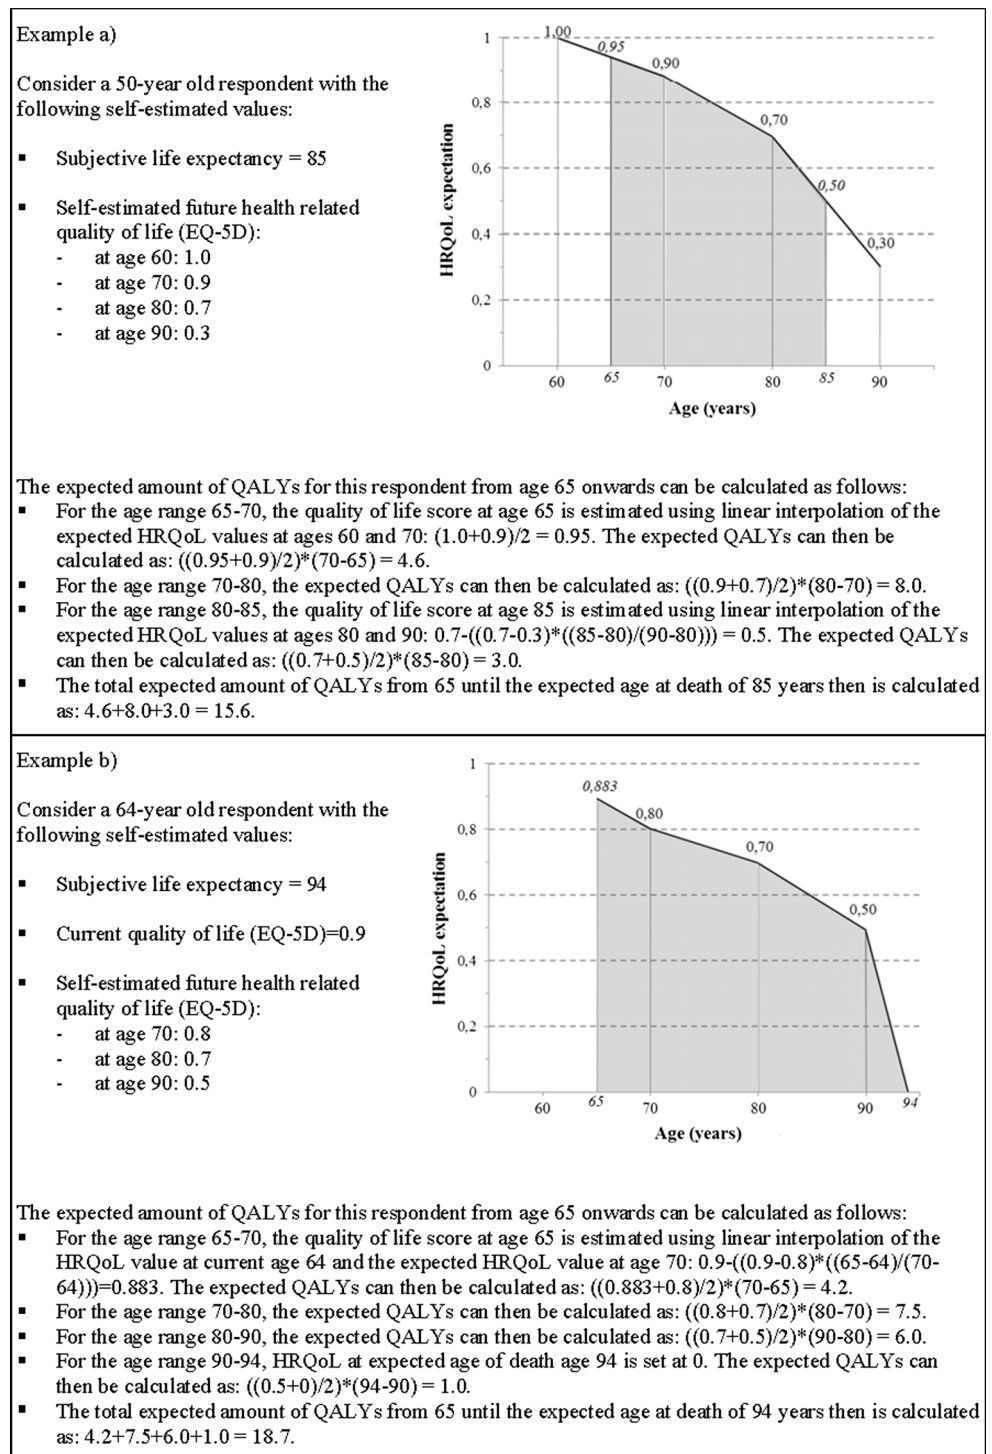 Example a)
Consider a 50-year old respondent with the
following self-estimated values:
▪ Subjective life expectancy = 85
▪ Self-estimated future health related
quality of life (EQ-5D):
- at age 60: 1.0
- at age 70: 0.9
- at age 80: 0.7
- at age 90: 0.3
HRQoL expectation
1
0,8
0,6
0,4
0,2
0
1,00
0,95
0,90
0,70
0,50
0,30
60 65 70 80 85 90
Age (years)
The expected amount of QALYs for this respondent from age 65 onwards can be calculated as follows:
▪ For the age range 65-70, the quality of life score at age 65 is estimated using linear interpolation of the
expected HRQoL values at ages 60 and 70: (1.0+0.9)/2 = 0.95. The expected QALYs can then be
calculated as: ((0.95+0.9)/2)*(70-65) = 4.6.
▪ For the age range 70-80, the expected QALYs can then be calculated as: ((0.9+0.7)/2)*(80-70) = 8.0.
▪ For the age range 80-85, the quality of life score at age 85 is estimated using linear interpolation of the
expected HRQoL values at ages 80 and 90: 0.7-((0.7-0.3)*((85-80)/(90-80))) = 0.5. The expected QALYs
can then be calculated as: ((0.7+0.5)/2)*(85-80) = 3.0.
▪ The total expected amount of QALYs from 65 until the expected age at death of 85 years then is calculated
as: 4.6+8.0+3.0 = 15.6.
Example b)
Consider a 64-year old respondent with the
following self-estimated values:
▪ Subjective life expectancy = 94
▪ Current quality of life (EQ-5D)=0.9
▪ Self-estimated future health related
quality of life (EQ-5D):
- at age 70: 0.8
- at age 80: 0.7
- at age 90: 0.5
HRQoL expectation
1
0,8
0,6
0,4
0,2
0
0,883
0,80
0,70
0,50
60 65 70 80 90 94
Age (years)
The expected amount of QALYs for this respondent from age 65 onwards can be calculated as follows:
▪ For the age range 65-70, the quality of life score at age 65 is estimated using linear interpolation of the
HRQoL value at current age 64 and the expected HRQoL value at age 70: 0.9-((0.9-0.8)*((65-64)/(70-
64)))=0.883. The expected QALYs can then be calculated as: ((0.883+0.8)/2)*(70-65) = 4.2.
▪ For the age range 70-80, the expected QALYs can then be calculated as: ((0.8+0.7)/2)*(80-70) = 7.5.
▪ For the age range 80-90, the expected QALYs can then be calculated as: ((0.7+0.5)/2)*(90-80) = 6.0.
▪ For the age range 90-94, HRQoL at expected age of death age 94 is set at 0. The expected QALYs can
then be calculated as: ((0.5+0)/2)*(94-90) = 1.0.
▪ The total expected amount of QALYs from 65 until the expected age at death of 94 years then is calculated
as: 4.2+7.5+6.0+1.0 = 18.7.